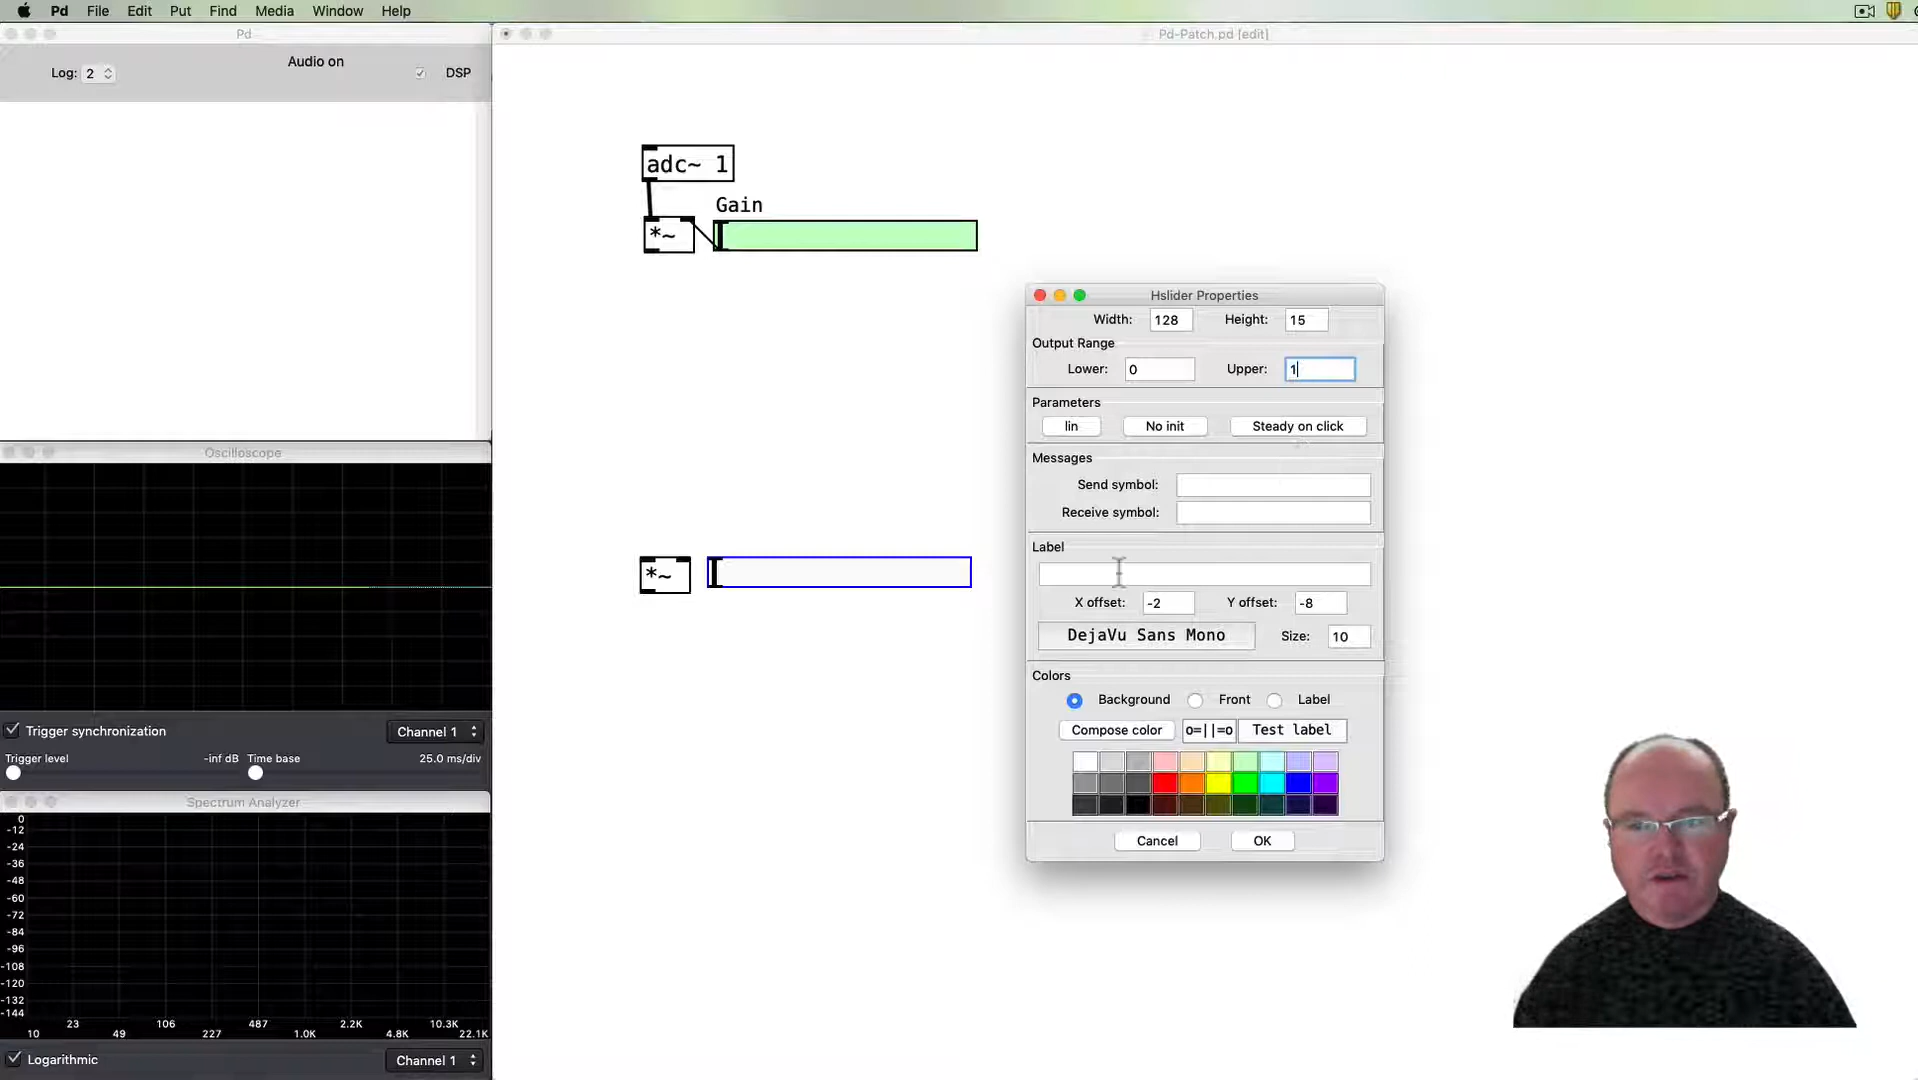 Pd File Edit Put Find Media Window Help
Pd
Pd-Patch.pd [edit]
Log: 2
Audio on
DSP
adc~ 1
Gain
*~
*~
Hslider Properties
Width: 128 Height: 15
Output Range
Lower: 0 Upper: 1
Parameters
lin No init Steady on click
Messages
Send symbol:
Receive symbol:
Label
X offset: -2 Y offset: -8
DejaVu Sans Mono Size: 10
Colors
Background Front Label
Compose color o=||=o Test label
Cancel OK
Oscilloscope
Trigger synchronization Channel 1
Trigger level -inf dB Time base 25.0 ms/div
Spectrum Analyzer
0
-12
-24
-36
-48
-60
-72
-84
-96
-108
-120
-132
-144
23 106 487 2.2K 10.3K
10 49 227 1.0K 4.8K 22.1K
Logarithmic Channel 1